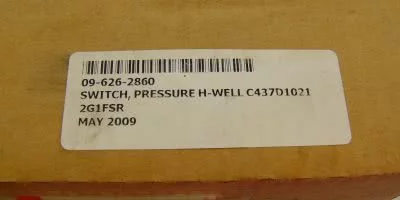 09-626-2860
SWITCH, PRESSURE H-WELL C437D1021
2G1FSR
MAY 2009